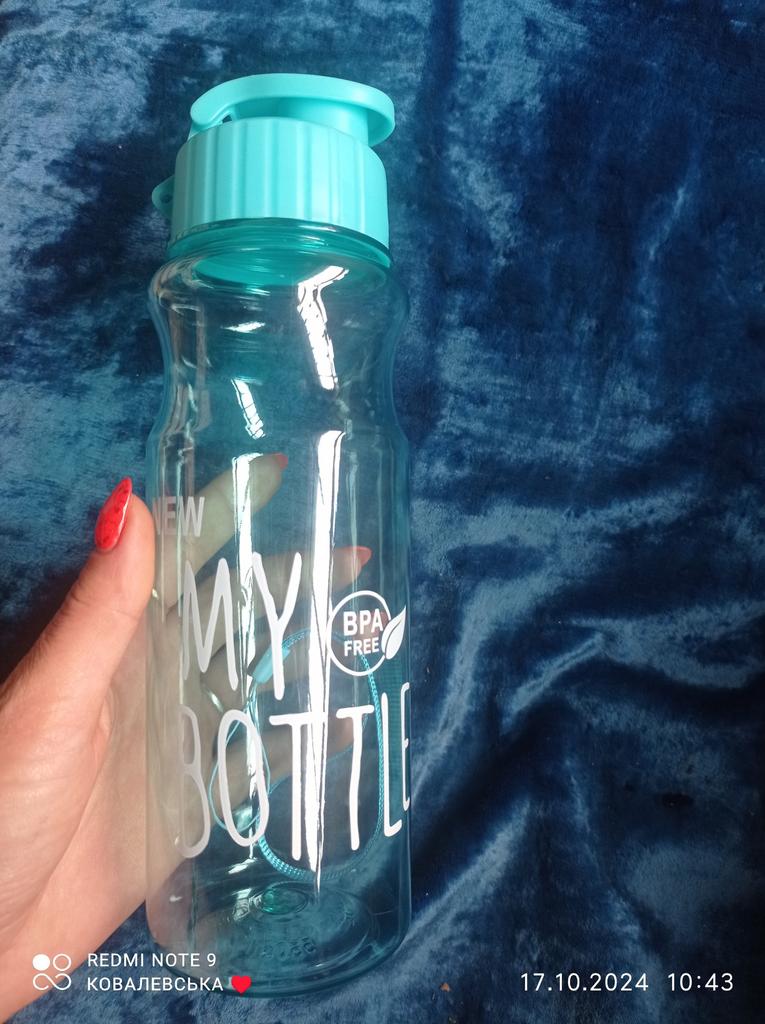 NEW
MY
BPA
FREE
BOTTLE
REDMI NOTE 9
КОВАЛЕВСЬКА❤
17.10.2024 10:43